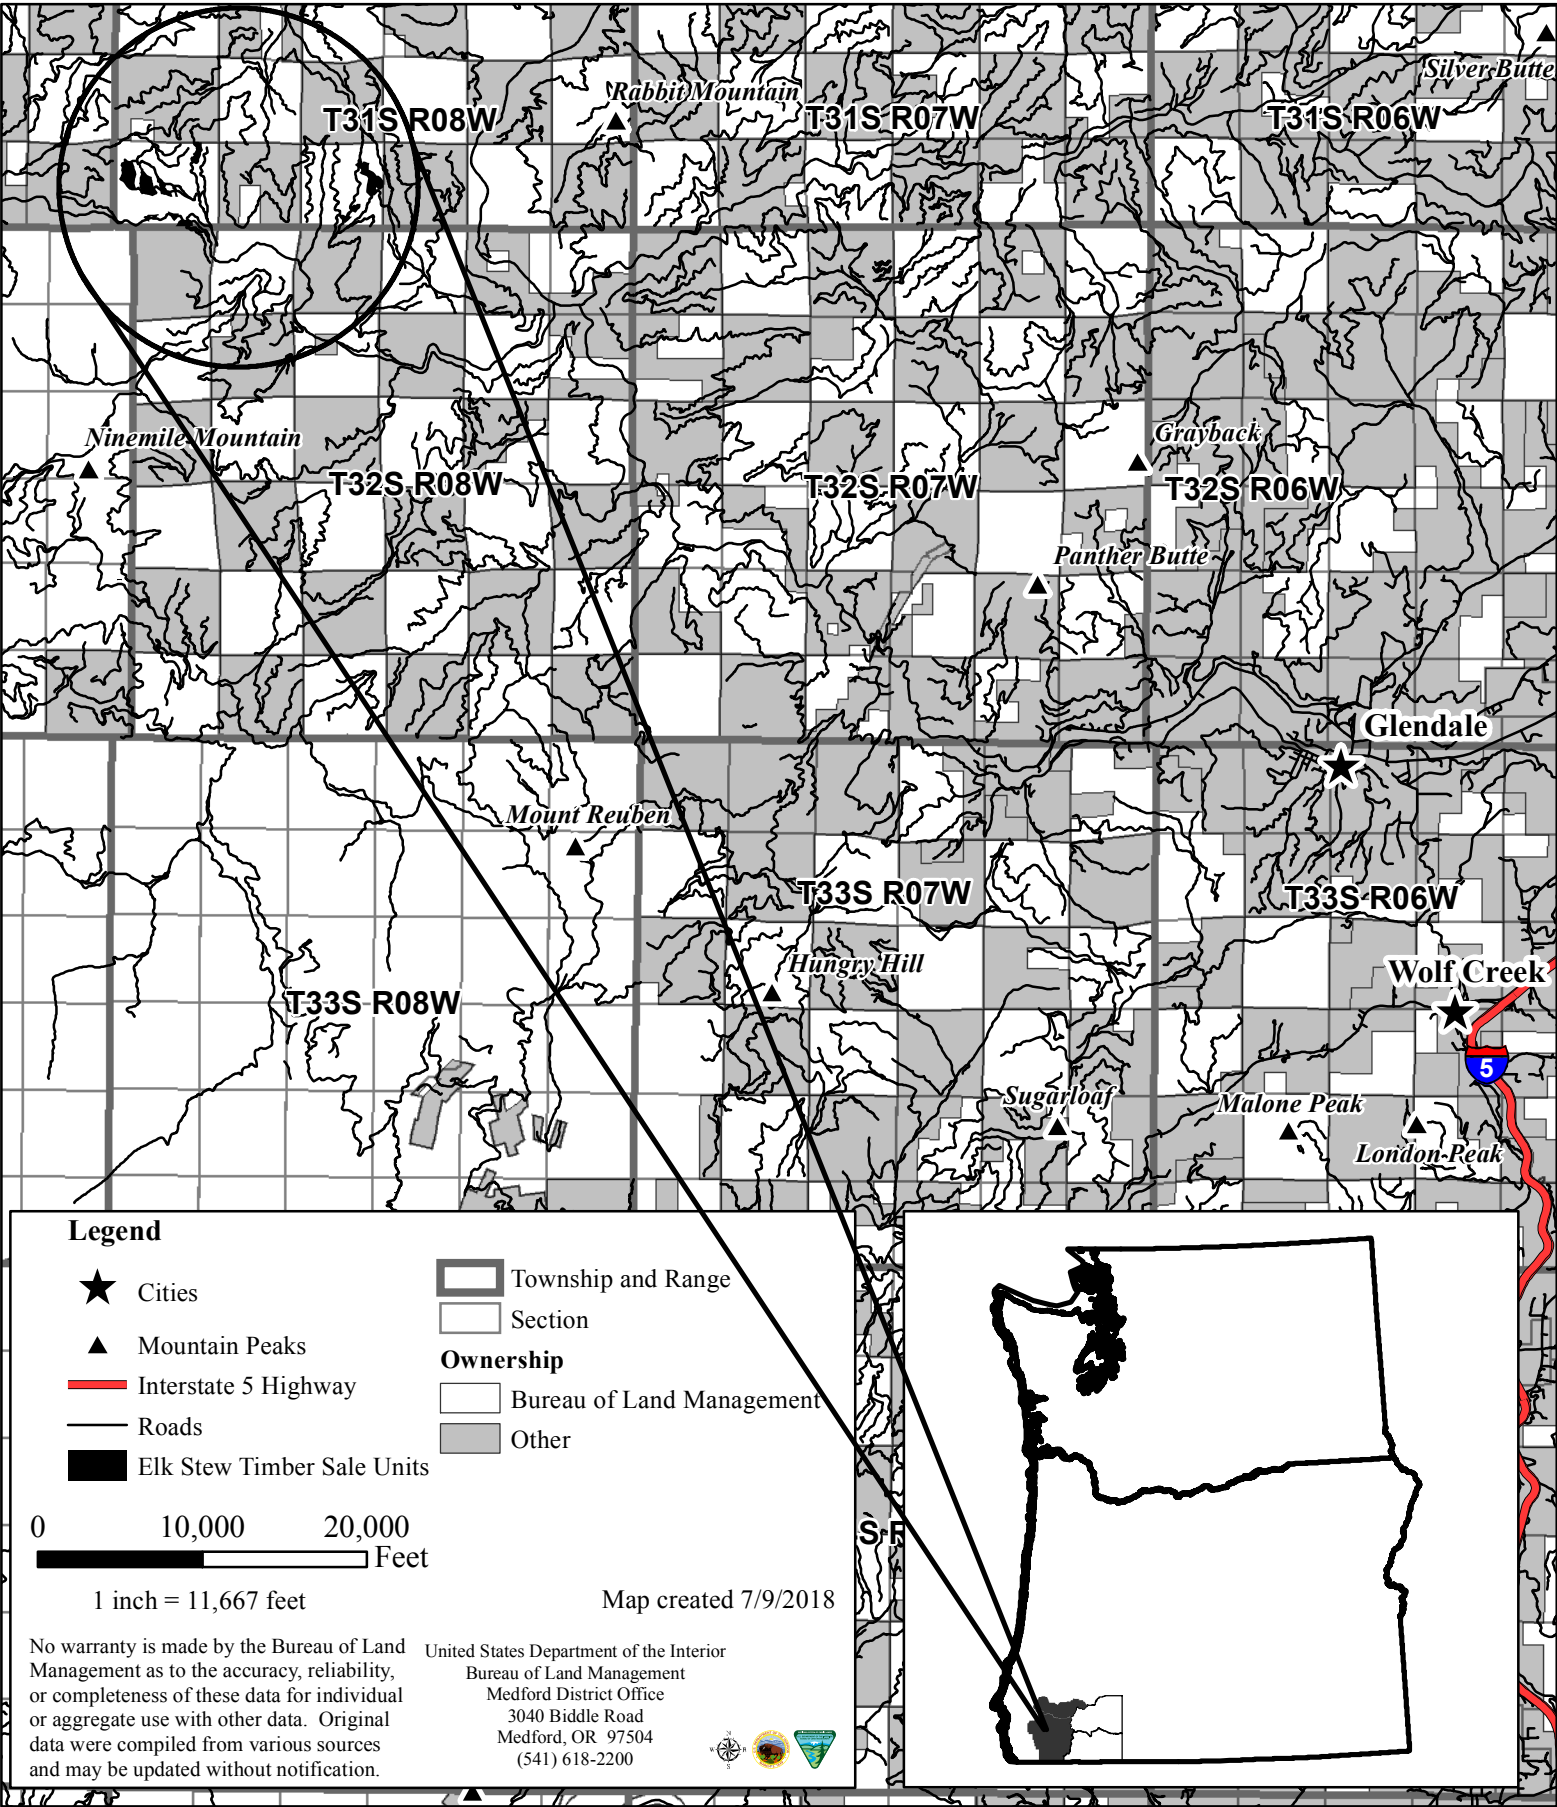 Silver Butte
Rabbit Mountain
T31S R08W
T31S R07W
T31S R06W
Ninemile Mountain
Grayback
T32S R08W
T32S R07W
T32S R06W
Panther Butte
Glendale
Mount Reuben
T33S R07W
T33S R06W
Hungry Hill
Wolf Creek
T33S R08W
5
Sugarloaf
Malone Peak
London Peak
Legend
Cities
Mountain Peaks
Interstate 5 Highway
Roads
Elk Stew Timber Sale Units
Township and Range
Section
Ownership
Bureau of Land Management
Other
0 10,000 20,000
Feet
1 inch = 11,667 feet
Map created 7/9/2018
No warranty is made by the Bureau of Land
Management as to the accuracy, reliability,
or completeness of these data for individual
or aggregate use with other data. Original
data were compiled from various sources
and may be updated without notification.
United States Department of the Interior
Bureau of Land Management
Medford District Office
3040 Biddle Road
Medford, OR 97504
(541) 618-2200